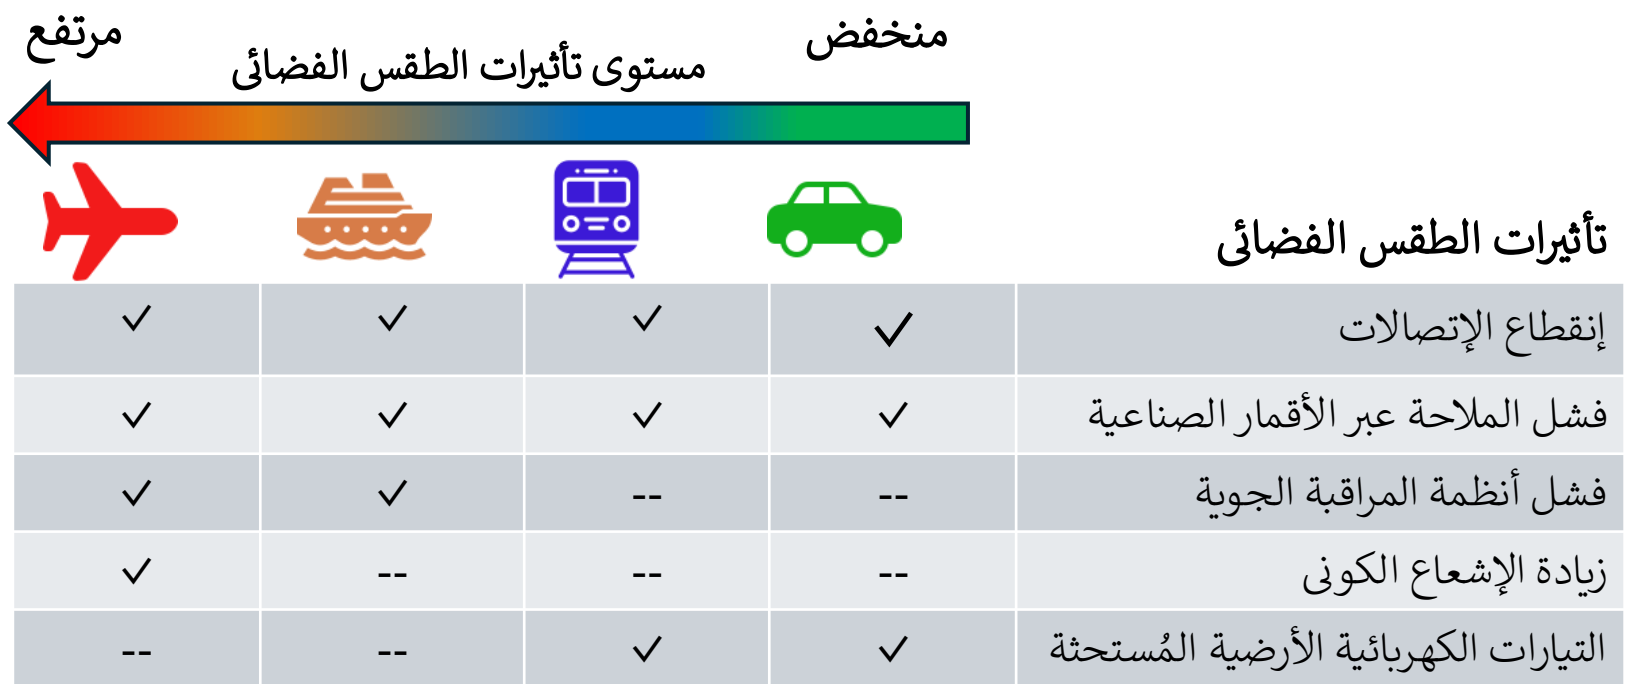 منخفض
مرتفع
مستوى تأثيرات الطقس الفضائى
تأثيرات الطقس الفضائى
إنقطاع الإتصالات ✓ ✓ ✓ ✓
فشل الملاحة عبر الأقمار الصناعية ✓ ✓ ✓ ✓
فشل أنظمة المراقبة الجوية -- -- ✓ ✓
زيادة الإشعاع الكونى -- -- -- ✓
التيارات الكهربائية الأرضية المُستحثة ✓ ✓ -- --